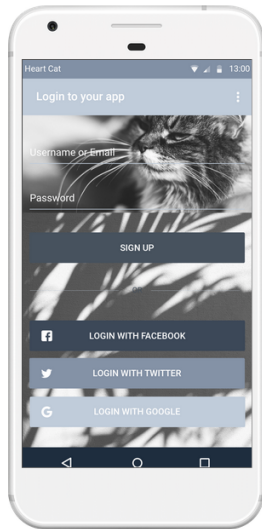 Heart Cat 13:00
Login to your app
Username or Email
Password
SIGN UP
OR
LOGIN WITH FACEBOOK
LOGIN WITH TWITTER
G LOGIN WITH GOOGLE